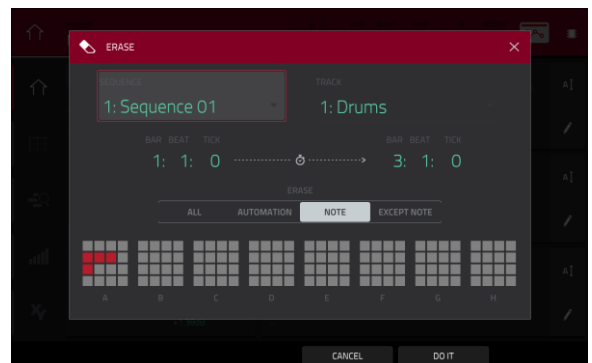 ERASE
SEQUENCE TRACK
1: Sequence 01 1: Drums
BAR BEAT TICK BAR BEAT TICK
1: 1: 0 3: 1: 0
ERASE
ALL AUTOMATION NOTE EXCEPT NOTE
A B C D E F G H
CANCEL DO IT